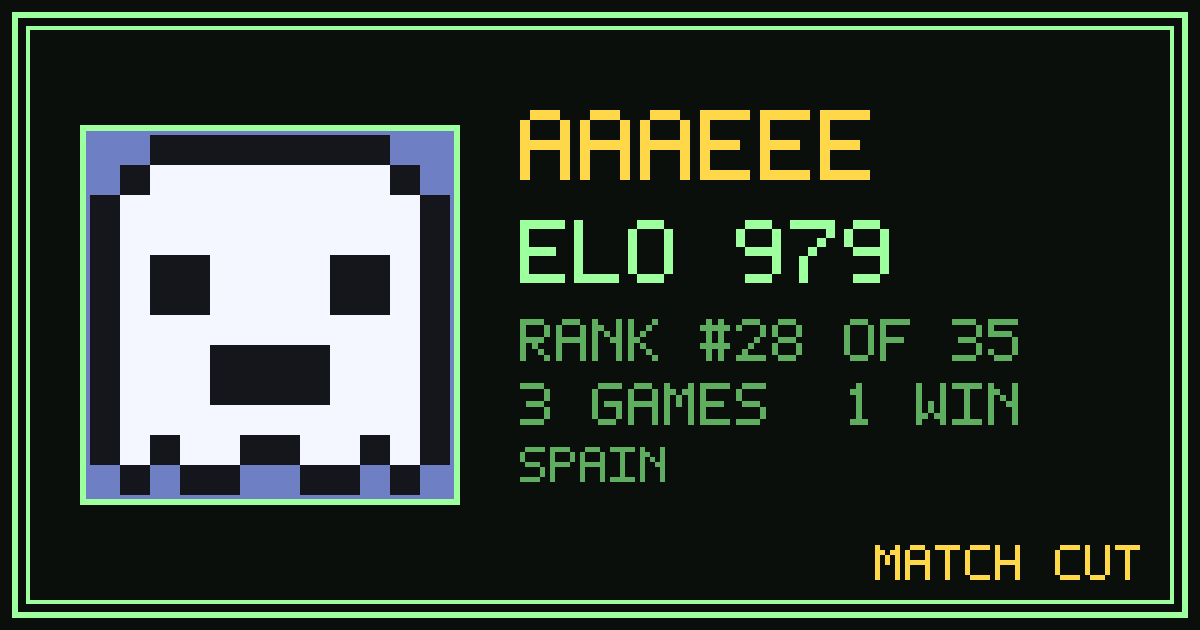 AAAEEE
ELO 979
RANK #28 OF 35
3 GAMES 1 WIN
SPAIN
MATCH CUT